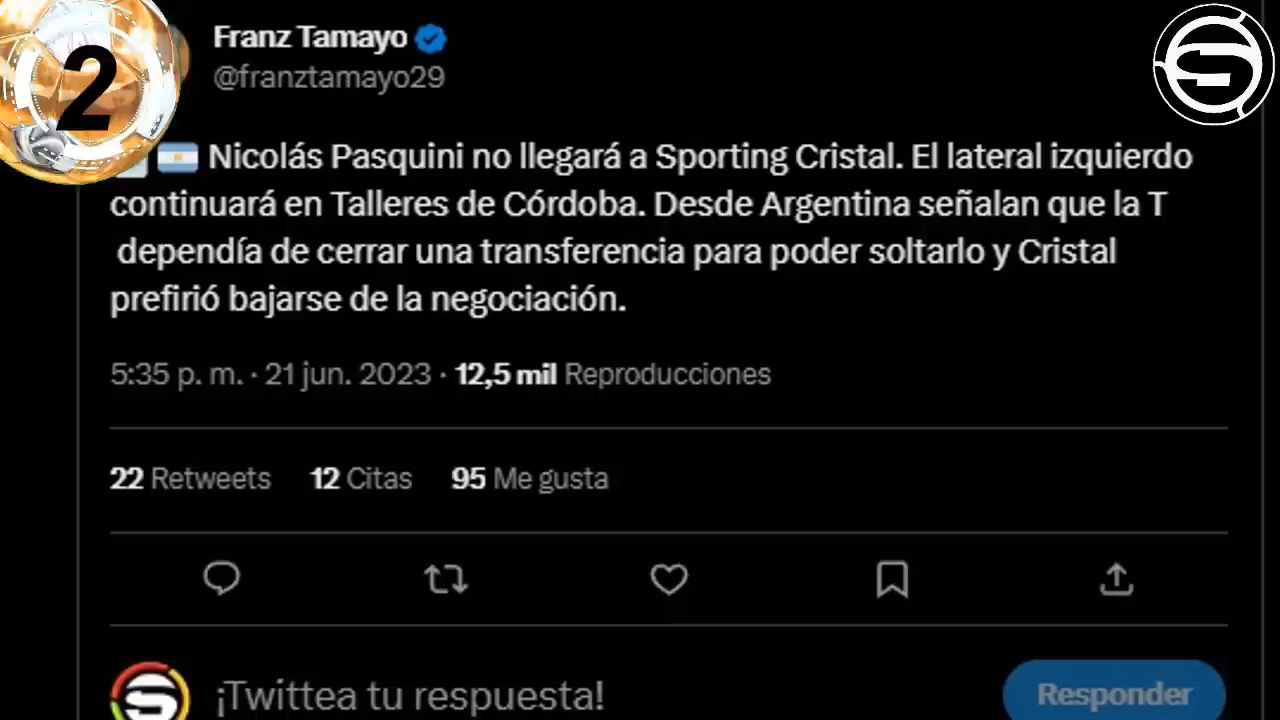 2
Franz Tamayo
@franztamayo29
Nicolás Pasquini no llegará a Sporting Cristal. El lateral izquierdo
continuará en Talleres de Córdoba. Desde Argentina señalan que la T
dependía de cerrar una transferencia para poder soltarlo y Cristal
prefirió bajarse de la negociación.
5:35 p. m. · 21 jun. 2023 · 12,5 mil Reproducciones
22 Retweets 12 Citas 95 Me gusta
¡Twittea tu respuesta!
Responder